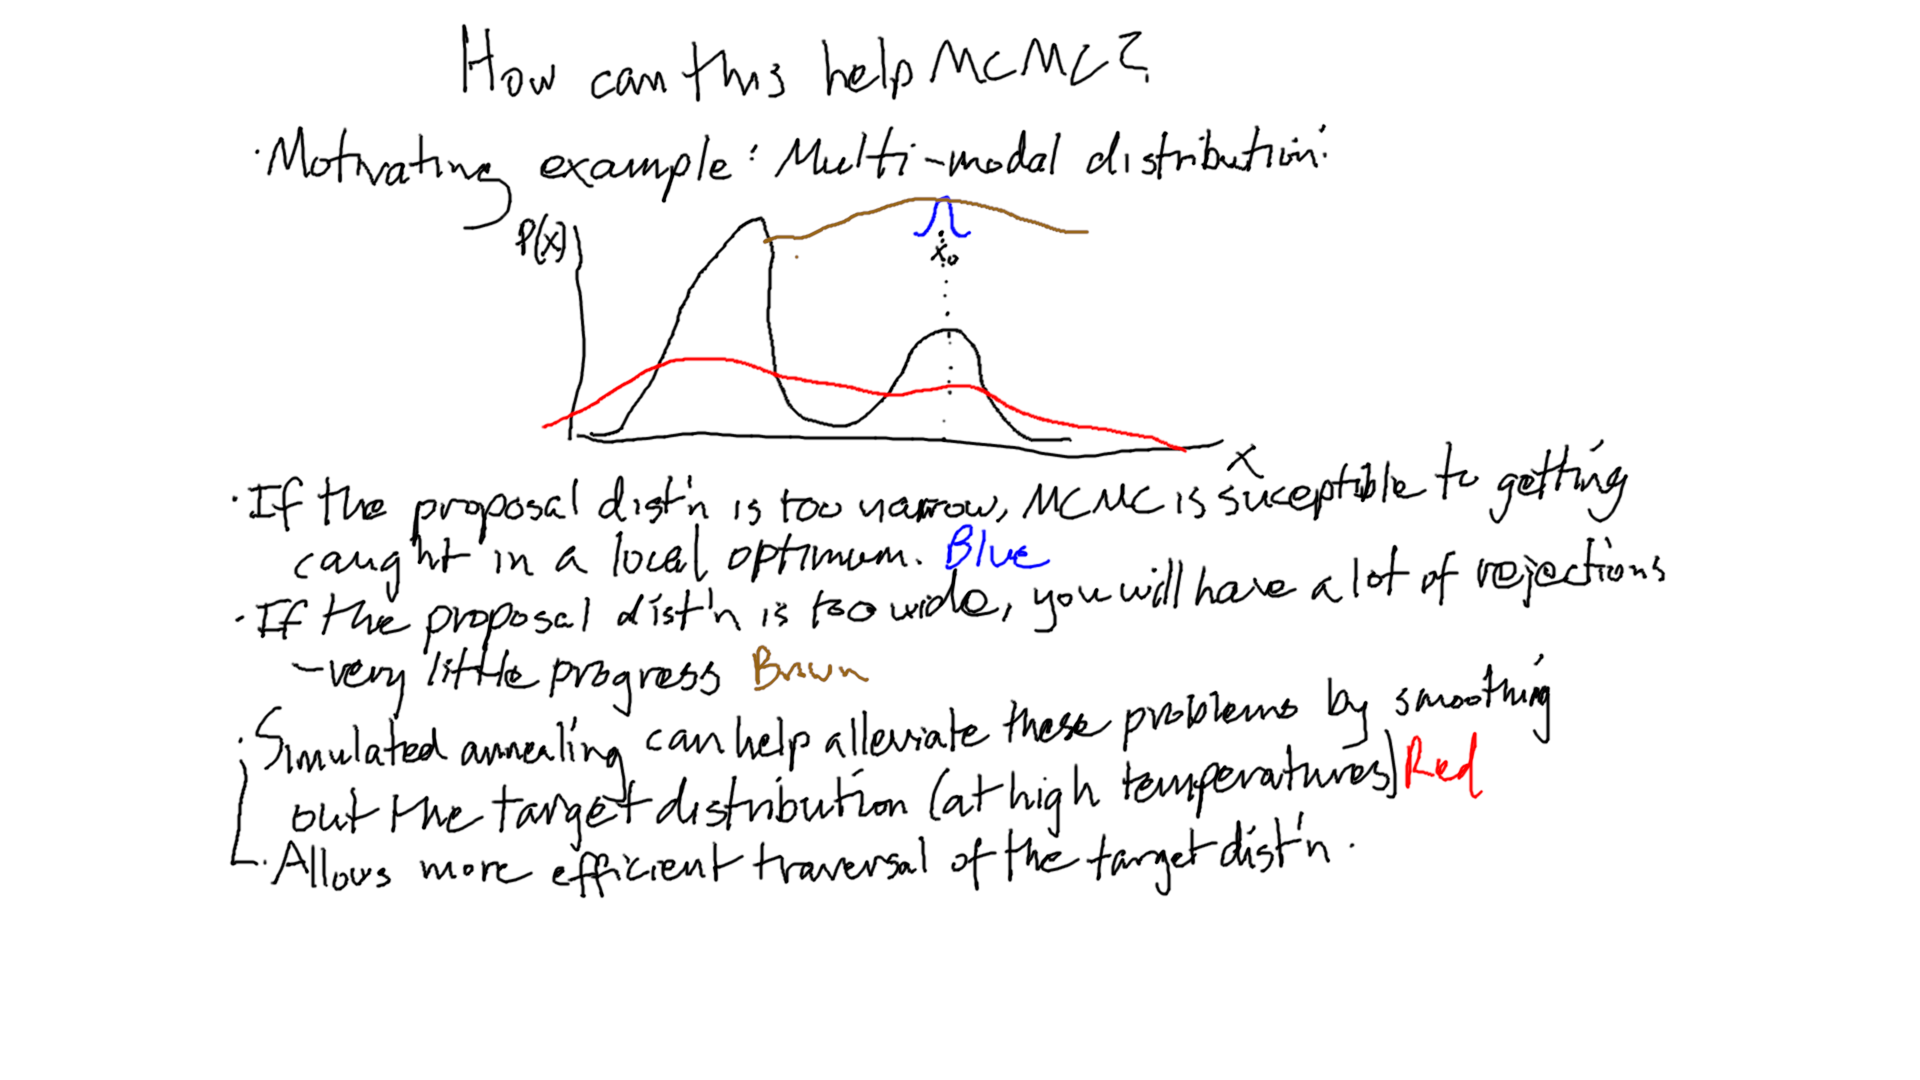 How can this help MCMC?
· Motivating example: Multi-modal distribution:
P(x)
x₀
x
· If the proposal dist'n is too narrow, MCMC is suceptible to getting
caught in a local optimum. Blue
· If the proposal dist'n is too wide, you will have a lot of rejections
- very little progress Brown
· Simulated annealing can help alleviate these problems by smoothing
out the target distribution (at high temperatures) Red
· Allows more efficient traversal of the target dist'n.